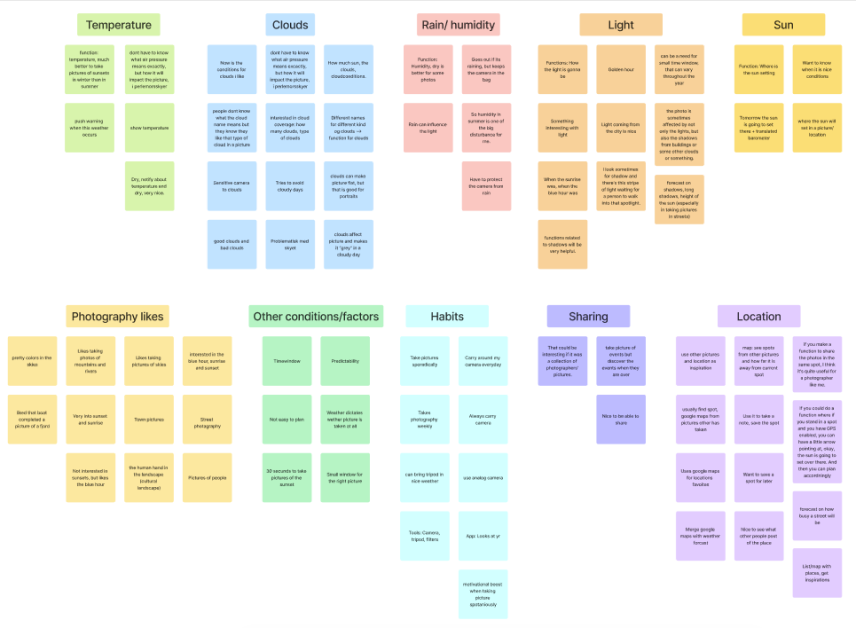 Temperature
function:
temperature, much
better to take
pictures of sunsets
in winter than in
summer
dont have to know
what air pressure
means exactly,
but how it will
impact the picture,
push warning
when this weather
occurs
show temperature
Dry, notify about
temperature and
dry, very nice.
Clouds
Now is the
conditions for
clouds i like
dont have to know
what air pressure
means exactly, but
how it will
impact the picture,
How much sun, the
clouds,
cloudconditions.
people dont know
what the cloud
name means but
they know they
like that type of
cloud in a picture
interested in cloud
coverage: how
many clouds, type
of clouds
Different names
for different kind
og clouds ->
function for clouds
Sensitive camera
to clouds
Tries to avoid
cloudy days
clouds can make
picture flat, but
that is good for
portraits
good clouds and
bad clouds
Problematisk med
skyer
clouds affect
picture and makes
it "grey" in a
cloudy day
Rain/ humidity
Function:
Humidity, dry is
better for some
photos
Goes out if its
raining, but keeps
the camera in the
bag
Rain can influence
the light
So humidity in
survive is one of
the big
disturbance for
me.
Have to protect
the camera from
rain
Light
Functions: How
the light is gonna
be
Golden hour
can be a need for
small time window,
that can vary
throughout the
year
Something
interesting with
light
Light coming from
the city is nice
the photo is
sometimes
affected by not
only the lights, but
also the shadows
from buildings or
some other clouds
or something.
When the sunrise
was, when the
blue hour was
I look sometimes
for shadow and
there's this stripe
of light waiting for
a person to walk
into that spotlight.
forecast on
shadows, long
shadows, height of
the sun (especially
in taking pictures
in streets)
functions related
to shadows will be
very helpful.
Sun
Function: Where is
the sun setting
Want to know
when it is nice
conditions
Tomorrow the sun
is going to set
there + translated
barometer
where the sun will
set in a picture/
location
Photography likes
pretty colors in the
skies
Likes taking
photos of
mountains and
rivers
Likes taking
pictures of cities
interested in the
blue hour, sunrise
and sunset
completed a
picture of a fjord
Very into sunset
and sunrise
Town pictures
Street
photography
Not interested in
sunsets, but likes
the blue hour
the human hand in
the landscape
(cultural
landscape)
Pictures of people
Other conditions/factors
Timewindow
Predictability
Not easy to plan
Weather dictates
wether picture is
taken at all
30 seconds to take
pictures of the
sunset
Small window for
the right picture
Habits
Take pictures
sporadically
Carry around my
camera everyday
Takes
photography
weekly
Always carry
camera
can bring tripod in
nice weather
use analog camera
Tools: Camera,
tripod, filters
App: Looks at yr
motivational boost
when taking
picture
spotaniously
Sharing
That could be
interesting if it was
a collection of
photographers/
pictures.
take picture of
events but discover
the events when
they are over
Nice to be able to
share
Location
use other pictures
and location as
inspiration
map: see spots
from other pictures
and how far it is
away from current
spot
If you make a
function to share
the photos in the
same spot, I think
it's quite useful for
a photographer
like me.
usually find spot,
google maps from
pictures other has
taken
Use it to take a
note, save the spot
If you could do a
function where if
you stand in a spot
and you have GPS
enabled, you can
have a little arrow
pointing at, okay,
the sun is going to
set over there. And
then you can plan
accordingly
Uses google maps
for locations
Want to save a
spot for later
forecast on how
busy a street will
be
Merge google
maps with weather
forecast
Nice to see what
other people post
of the place
List/map with
photos, get
inspirations